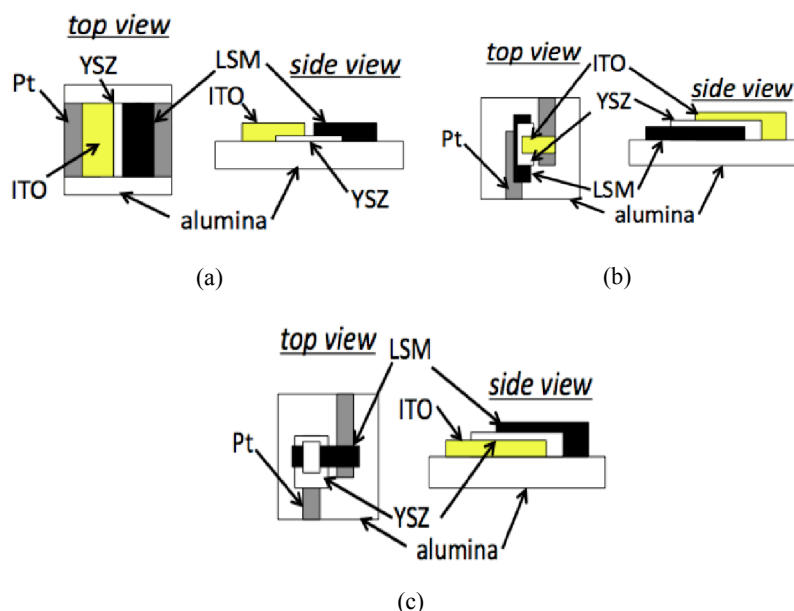 top view
YSZ
LSM
side view
Pt
ITO
ITO
YSZ
alumina
(a)
top view
ITO
side view
YSZ
Pt
LSM
alumina
(b)
top view
LSM
side view
ITO
Pt
YSZ
alumina
(c)